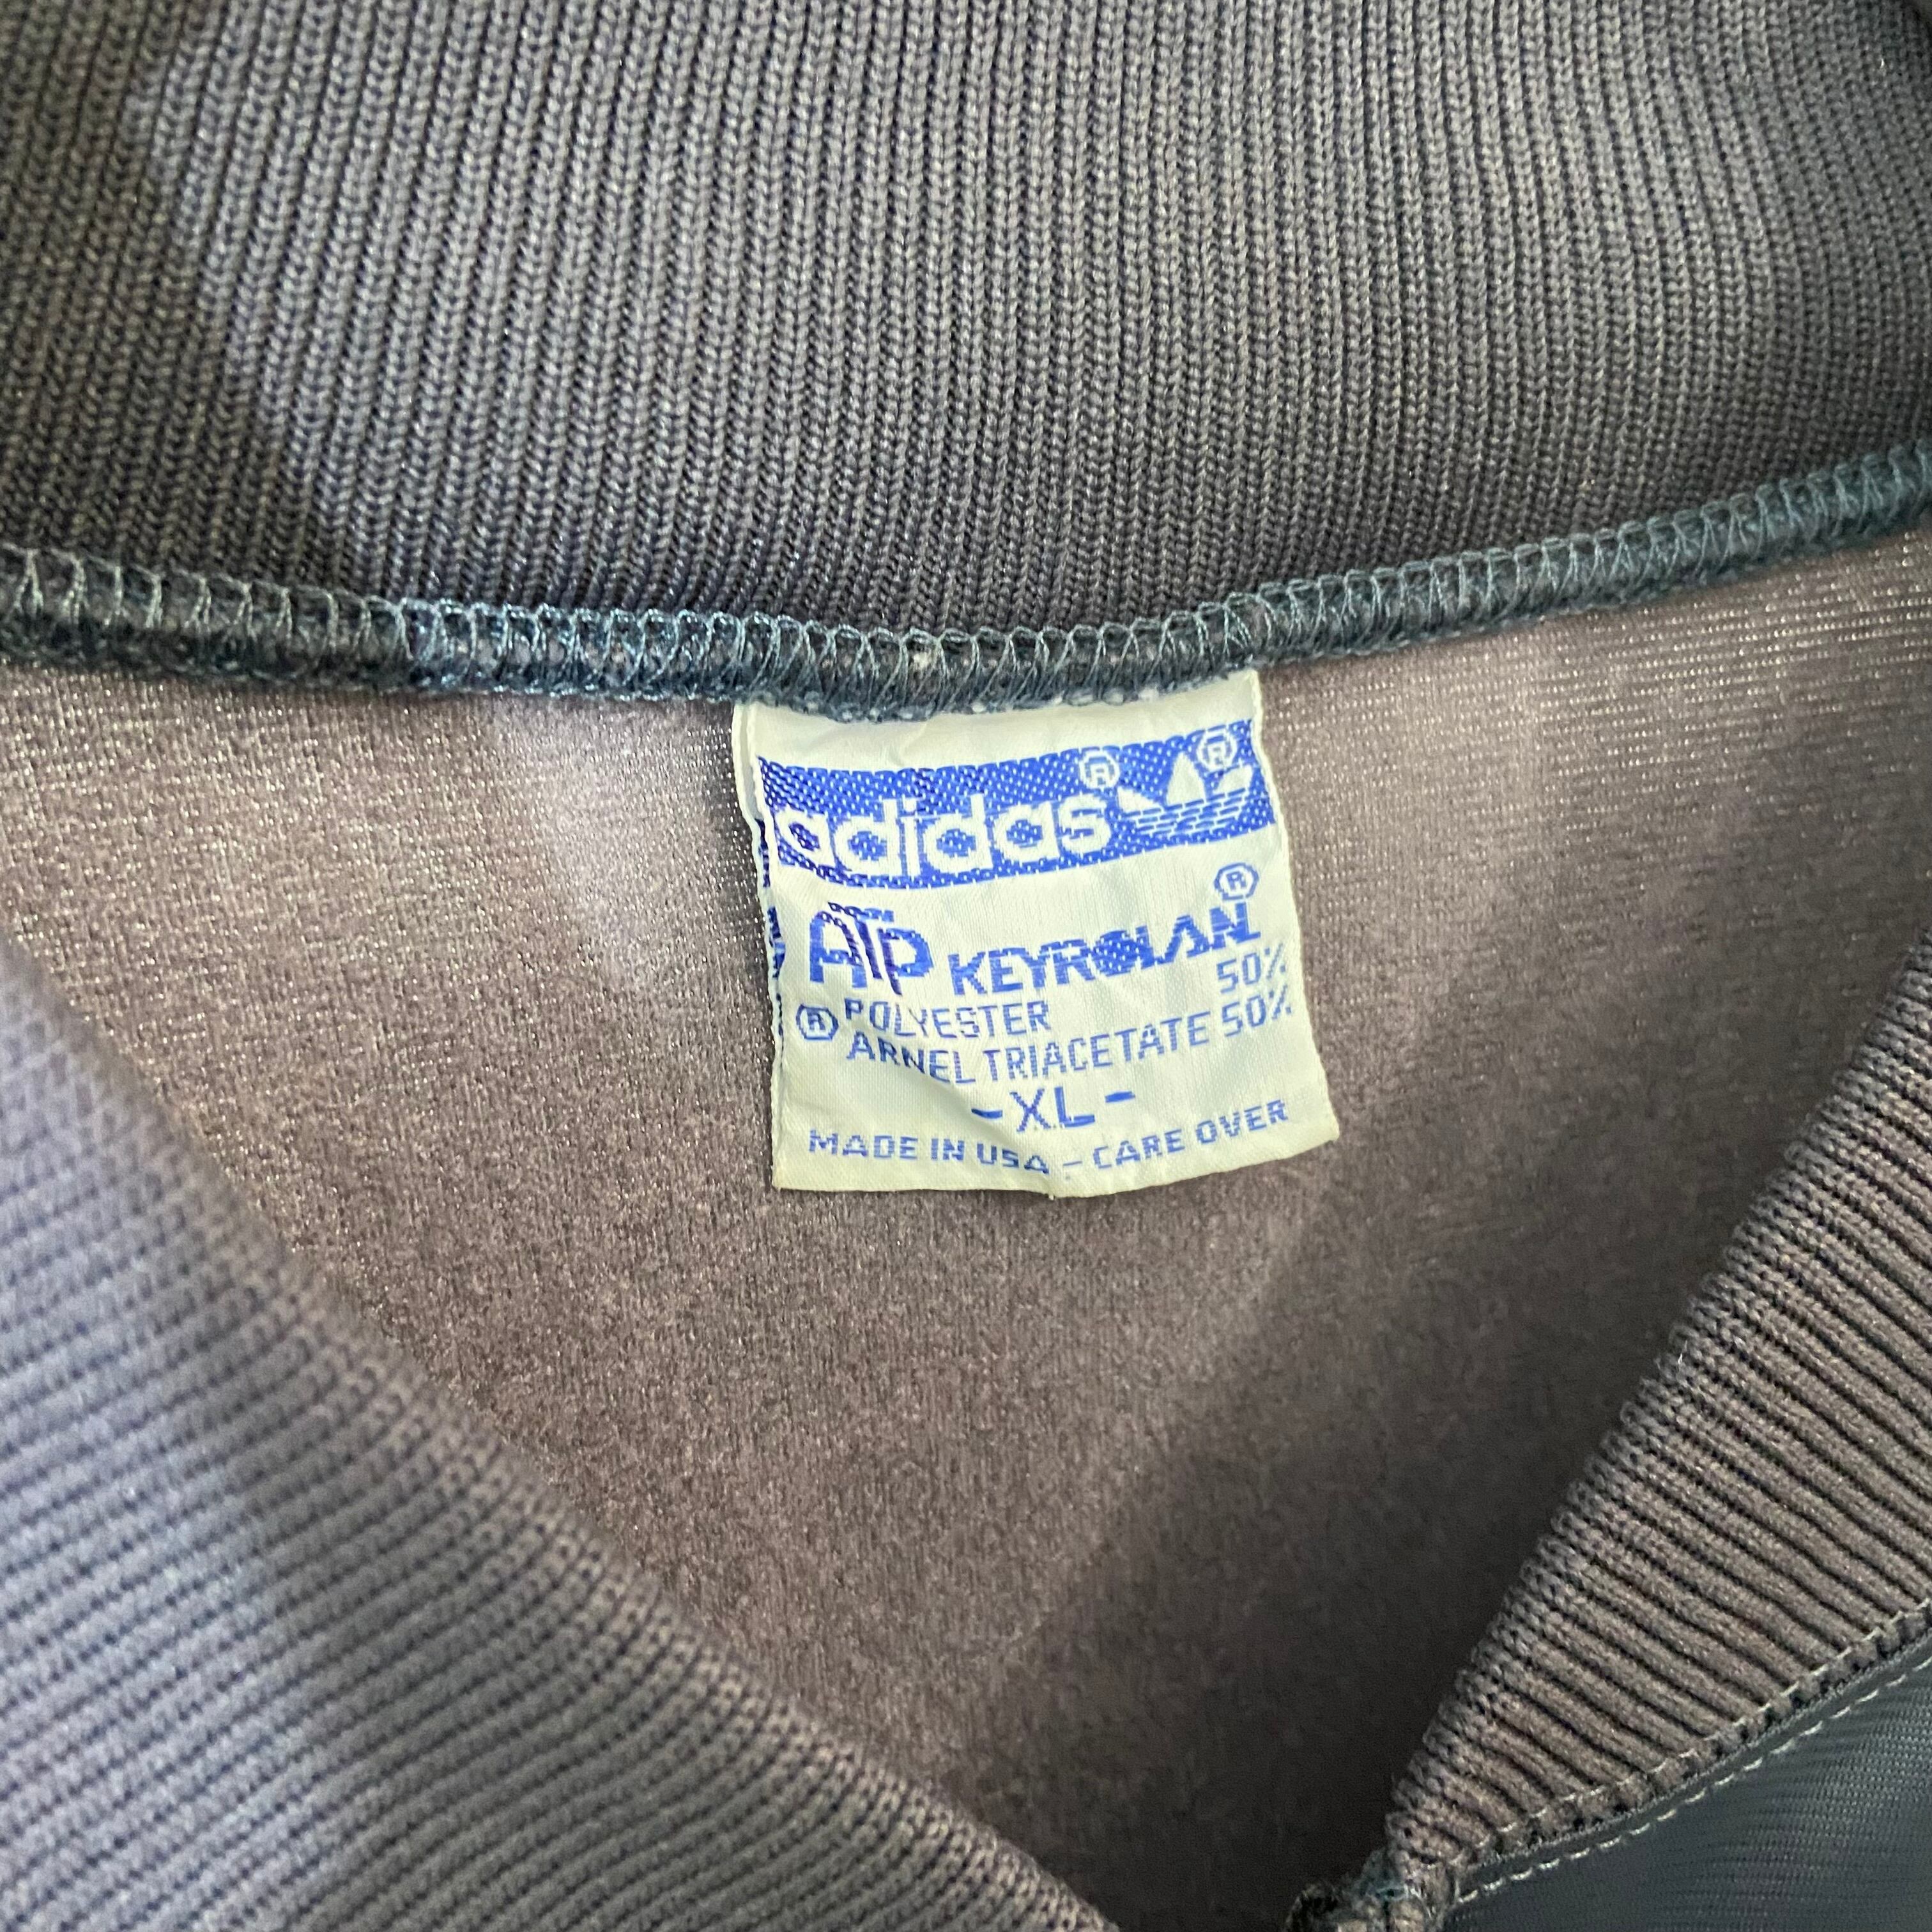 adidas® ®
ATP KEYROLAN®
POLYESTER 50%
® ARNEL TRIACETATE 50%
-XL-
MADE IN USA - CARE OVER